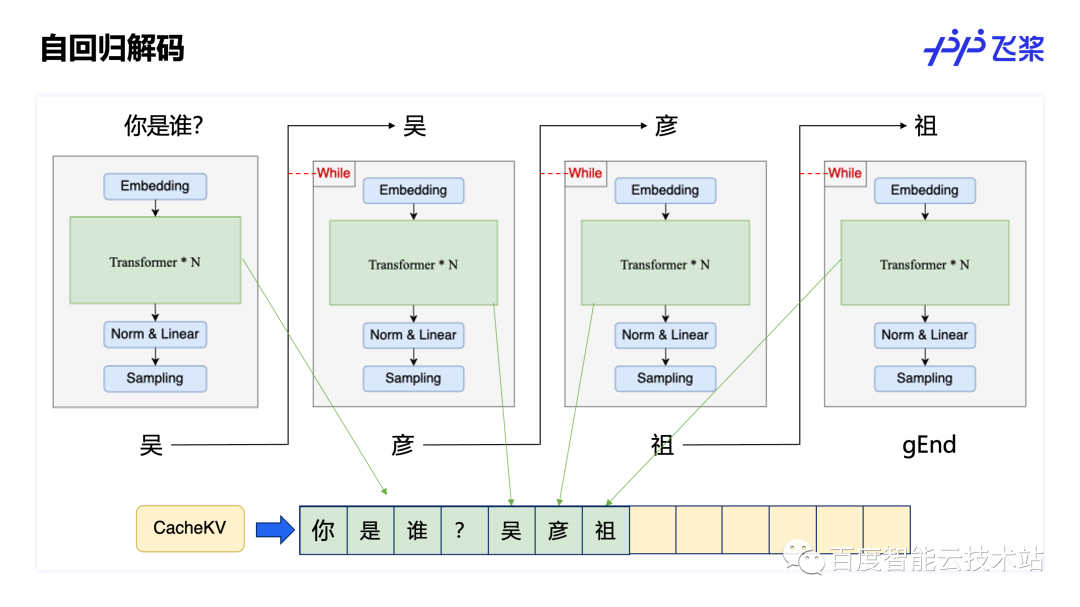 自回归解码
飞桨
你是谁?
吴
彦
祖
While
While
While
Embedding
Embedding
Embedding
Embedding
Transformer * N
Transformer * N
Transformer * N
Transformer * N
Norm & Linear
Norm & Linear
Norm & Linear
Norm & Linear
Sampling
Sampling
Sampling
Sampling
吴
彦
祖
gEnd
CacheKV
你 是 谁 ? 吴 彦 祖
百度智能云技术站